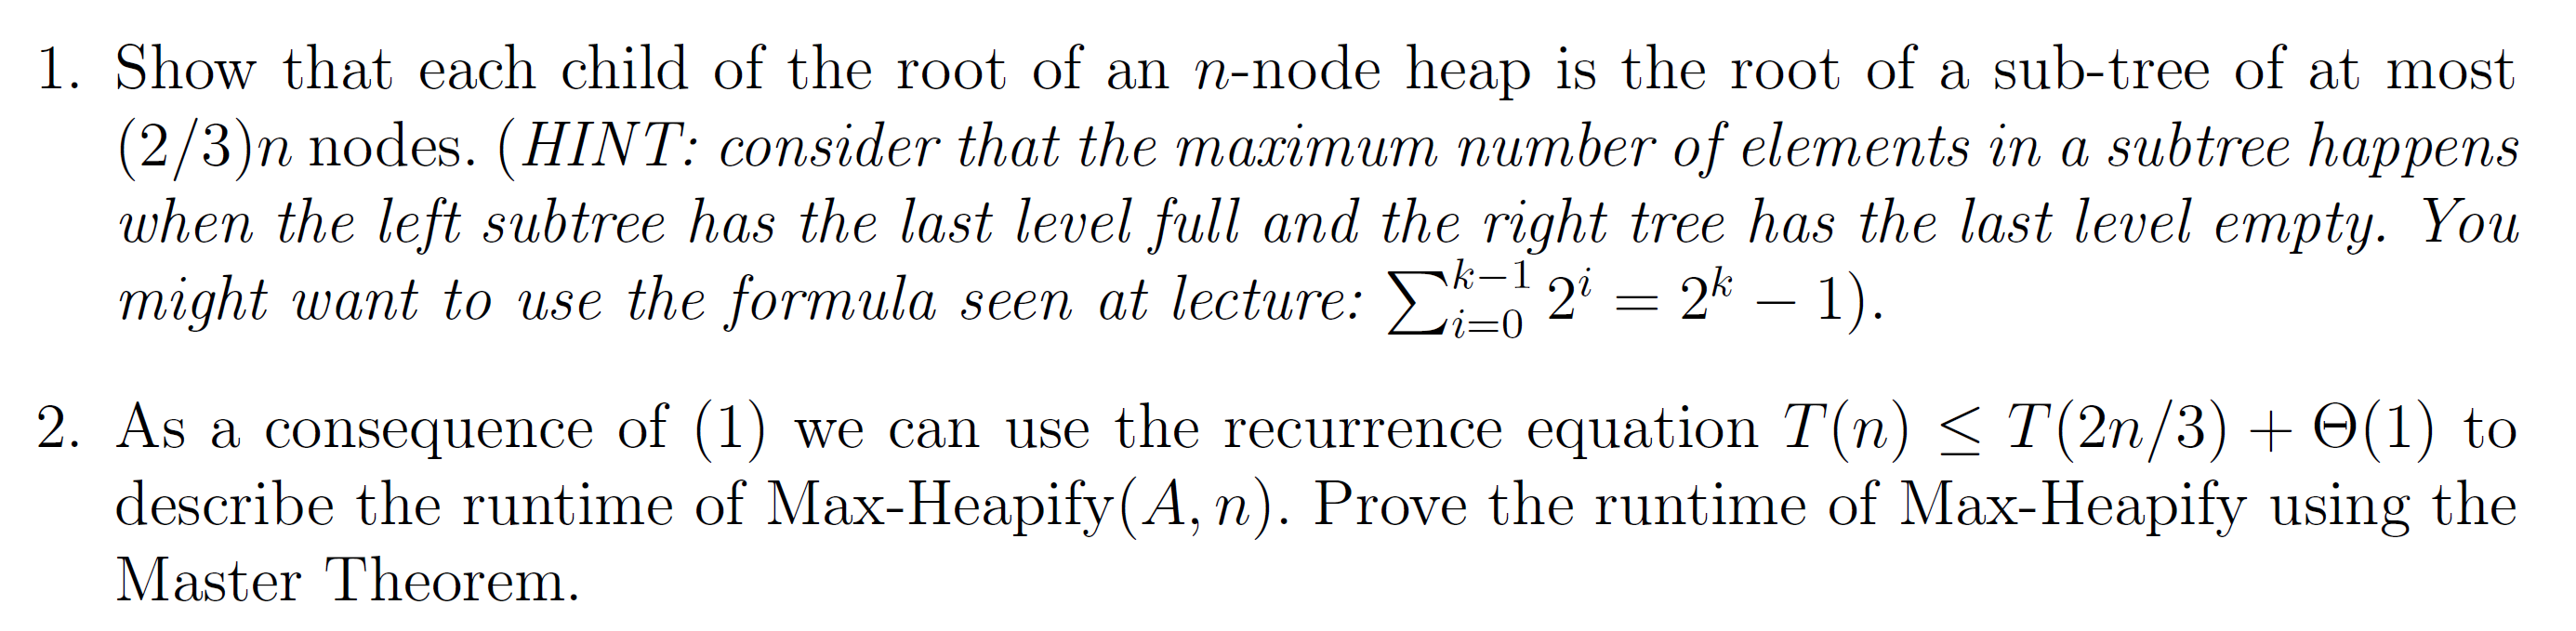 1. Show that each child of the root of an n-node heap is the root of a sub-tree of at most
(2/3)n nodes. (HINT: consider that the maximum number of elements in a subtree happens
when the left subtree has the last level full and the right tree has the last level empty. You
might want to use the formula seen at lecture: ∑_{i=0}^{k−1} 2^i = 2^k − 1).
2. As a consequence of (1) we can use the recurrence equation T(n) ≤ T(2n/3) + Θ(1) to
describe the runtime of Max-Heapify(A, n). Prove the runtime of Max-Heapify using the
Master Theorem.